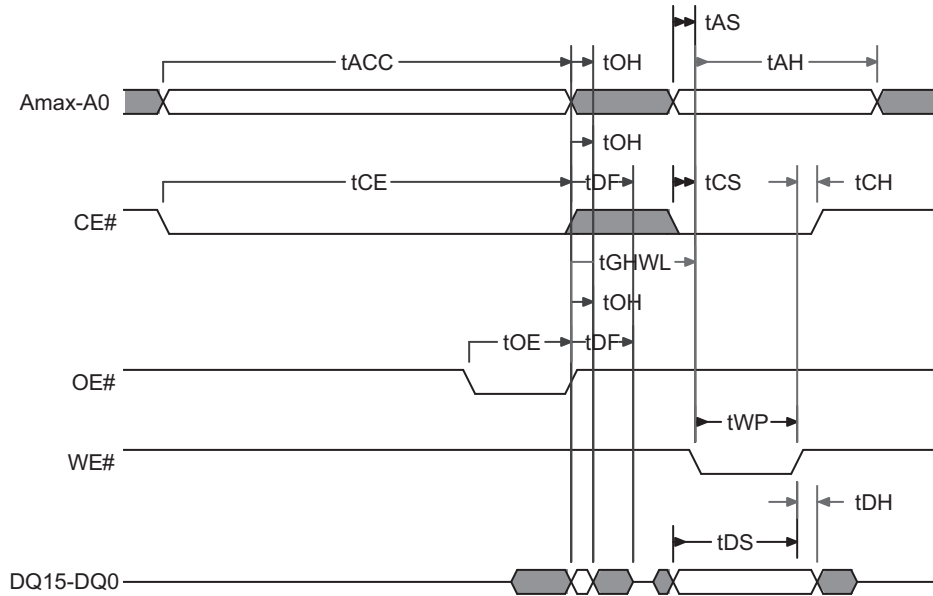 tAS
tACC tOH tAH
Amax-A0
tOH
tCE tDF tCS tCH
CE#
tGHWL
tOH
tOE tDF
OE#
tWP
WE#
tDH
tDS
DQ15-DQ0